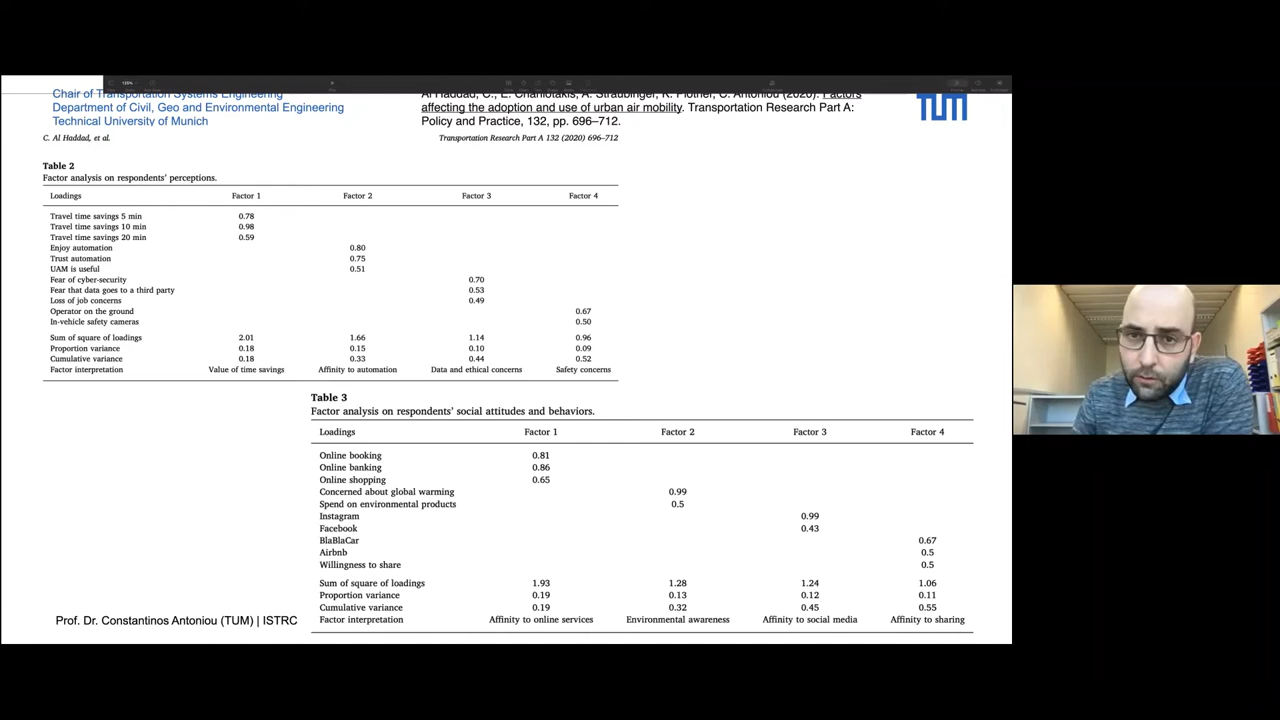 Chair of Transportation Systems Engineering
Department of Civil, Geo and Environmental Engineering
Technical University of Munich
Al Haddad, C., E. Chaniotakis, A. Straubinger, K. Plötner, C. Antoniou (2020). Factors
affecting the adoption and use of urban air mobility. Transportation Research Part A:
Policy and Practice, 132, pp. 696–712.
TUM
C. Al Haddad, et al.
Transportation Research Part A 132 (2020) 696–712
Table 2
Factor analysis on respondents' perceptions.
Loadings Factor 1 Factor 2 Factor 3 Factor 4
Travel time savings 5 min 0.78
Travel time savings 10 min 0.98
Travel time savings 20 min 0.59
Enjoy automation 0.80
Trust automation 0.75
UAM is useful 0.51
Fear of cyber-security 0.70
Fear that data goes to a third party 0.53
Loss of job concerns 0.49
Operator on the ground 0.67
In-vehicle safety cameras 0.50
Sum of square of loadings 2.01 1.66 1.14 0.96
Proportion variance 0.18 0.15 0.10 0.09
Cumulative variance 0.18 0.33 0.44 0.52
Factor interpretation Value of time savings Affinity to automation Data and ethical concerns Safety concerns
Table 3
Factor analysis on respondents' social attitudes and behaviors.
Loadings Factor 1 Factor 2 Factor 3 Factor 4
Online booking 0.81
Online banking 0.86
Online shopping 0.65
Concerned about global warming 0.99
Spend on environmental products 0.5
Instagram 0.99
Facebook 0.43
BlaBlaCar 0.67
Airbnb 0.5
Willingness to share 0.5
Sum of square of loadings 1.93 1.28 1.24 1.06
Proportion variance 0.19 0.13 0.12 0.11
Cumulative variance 0.19 0.32 0.45 0.55
Factor interpretation Affinity to online services Environmental awareness Affinity to social media Affinity to sharing
Prof. Dr. Constantinos Antoniou (TUM) | ISTRC